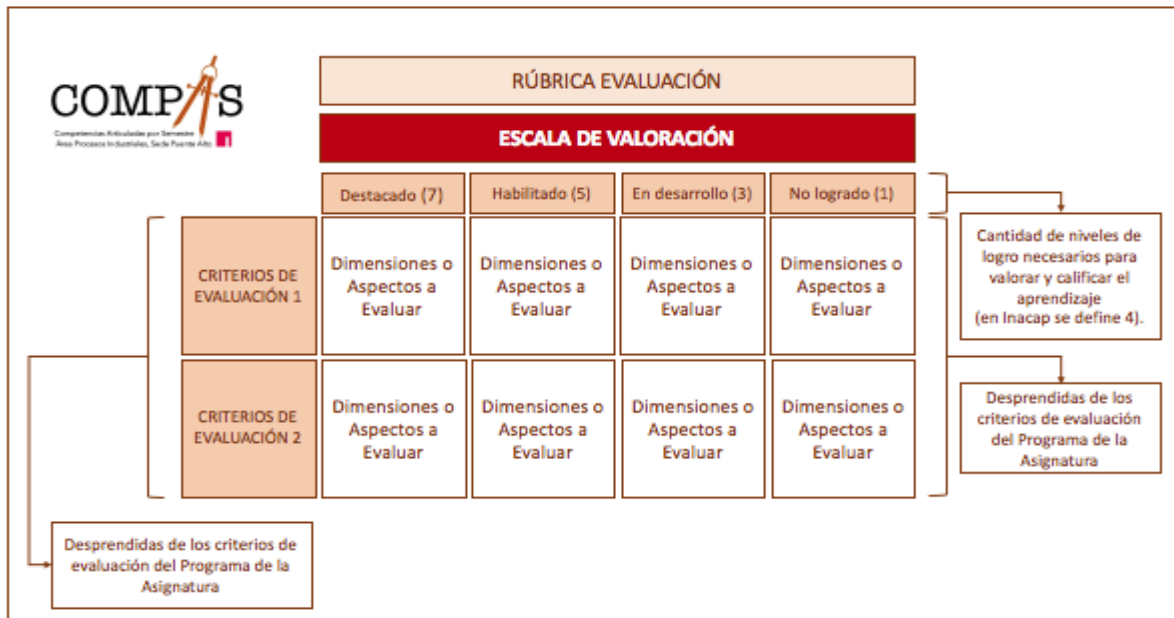 COMPAS
Competencias Articuladas por Semestre
Área Procesos Industriales, Sede Puente Alto
RÚBRICA EVALUACIÓN
ESCALA DE VALORACIÓN
Destacado (7)
Habilitado (5)
En desarrollo (3)
No logrado (1)
CRITERIOS DE
EVALUACIÓN 1
Dimensiones o
Aspectos a
Evaluar
Dimensiones o
Aspectos a
Evaluar
Dimensiones o
Aspectos a
Evaluar
Dimensiones o
Aspectos a
Evaluar
Cantidad de niveles de
logro necesarios para
valorar y calificar el
aprendizaje
(en Inacap se define 4).
CRITERIOS DE
EVALUACIÓN 2
Dimensiones o
Aspectos a
Evaluar
Dimensiones o
Aspectos a
Evaluar
Dimensiones o
Aspectos a
Evaluar
Dimensiones o
Aspectos a
Evaluar
Desprendidas de los
criterios de evaluación
del Programa de la
Asignatura
Desprendidas de los criterios de
evaluación del Programa de la
Asignatura